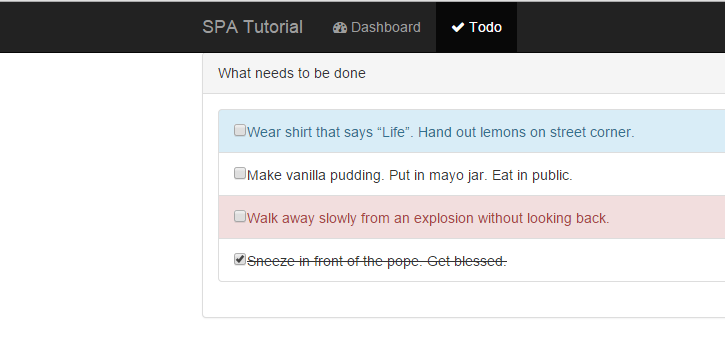 SPA Tutorial
Dashboard
Todo
What needs to be done
Wear shirt that says “Life”. Hand out lemons on street corner.
Make vanilla pudding. Put in mayo jar. Eat in public.
Walk away slowly from an explosion without looking back.
Sneeze in front of the pope. Get blessed.